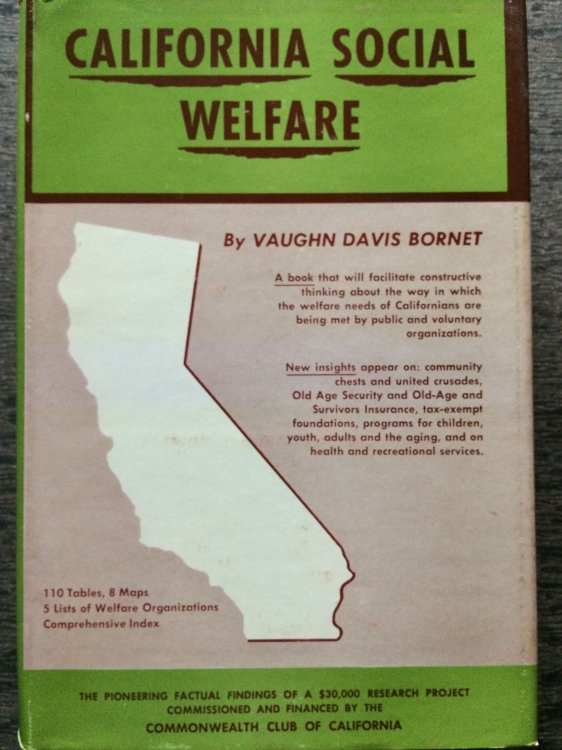 CALIFORNIA SOCIAL
WELFARE
By VAUGHN DAVIS BORNET
A book that will facilitate constructive
thinking about the way in which
the welfare needs of Californians are
being met by public and voluntary
organizations.
New insights appear on: community
chests and united crusades,
Old Age Security and Old-Age and
Survivors Insurance, tax-exempt
foundations, programs for children,
youth, adults and the aging, and on
health and recreational services.
110 Tables, 8 Maps
5 Lists of Welfare Organizations
Comprehensive Index
THE PIONEERING FACTUAL FINDINGS OF A $30,000 RESEARCH PROJECT
COMMISSIONED AND FINANCED BY THE
COMMONWEALTH CLUB OF CALIFORNIA